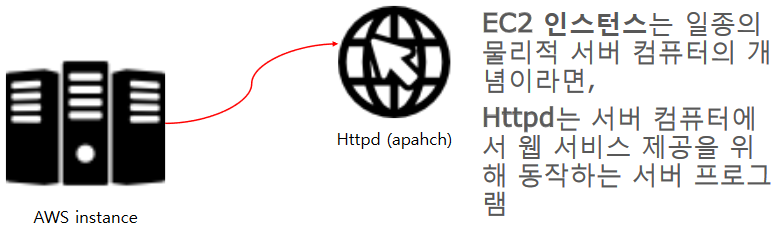 EC2 인스턴스는 일종의
물리적 서버 컴퓨터의 개
념이라면,
Httpd는 서버 컴퓨터에
서 웹 서비스 제공을 위
해 동작하는 서버 프로그
램
Httpd (apahch)
AWS instance